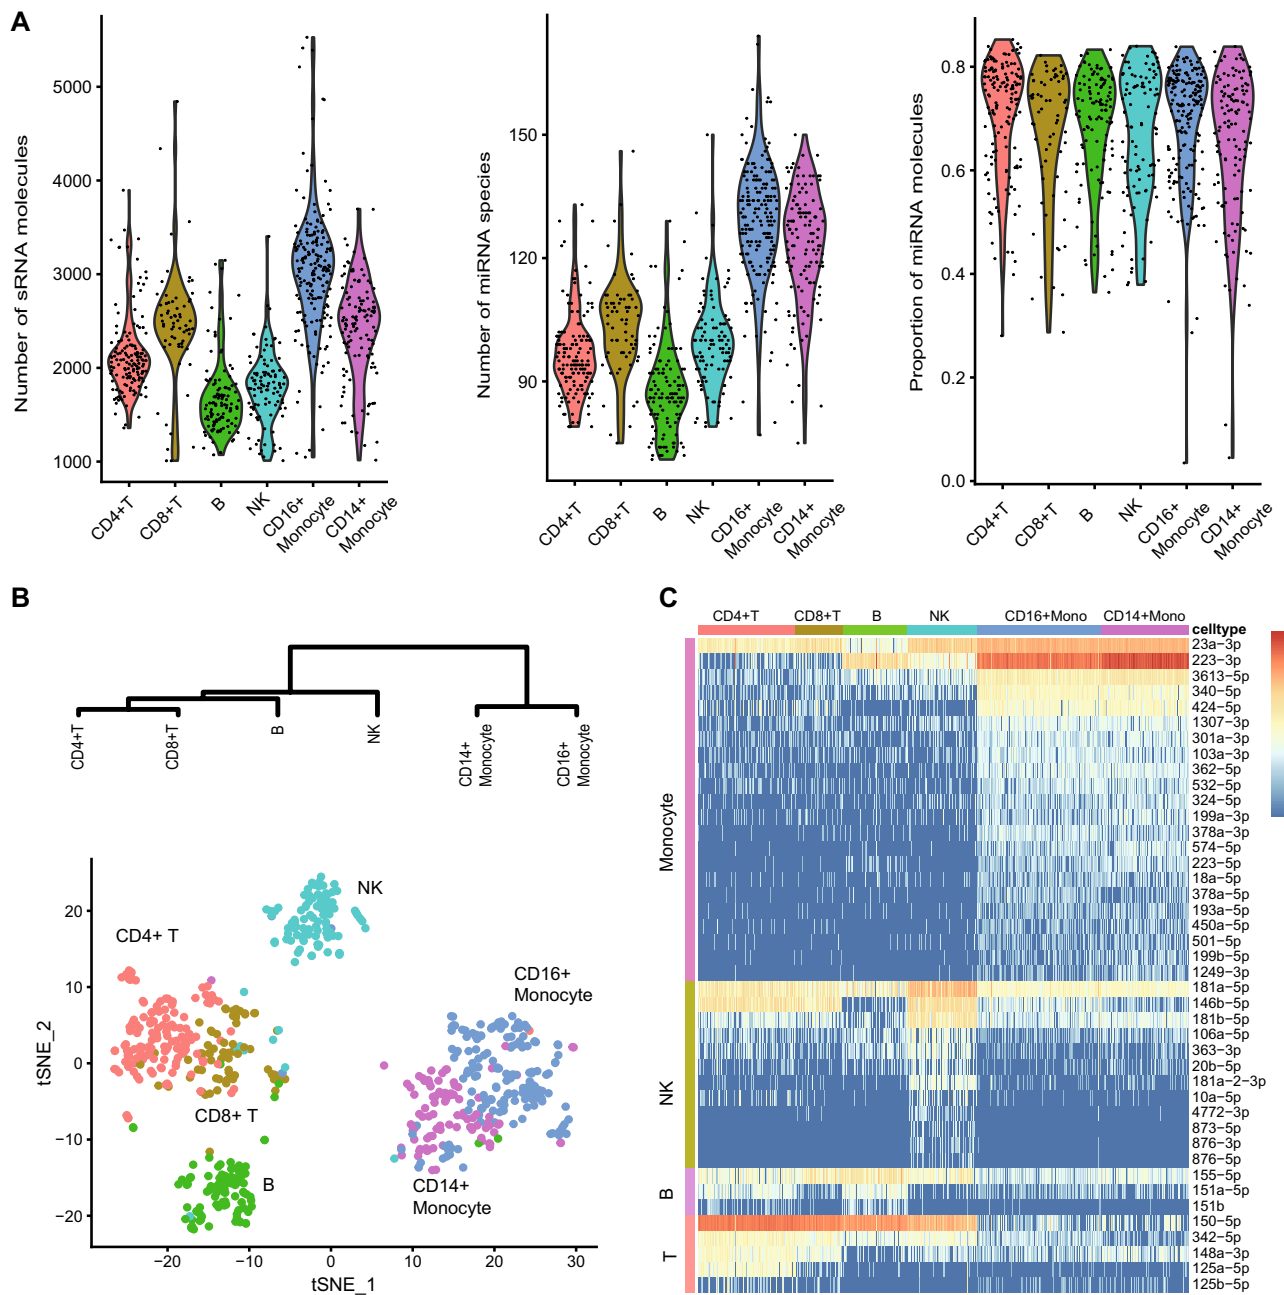 A
Number of sRNA molecules
5000
4000
3000
2000
1000
CD4+T
CD8+T
B
NK
CD16+
Monocyte
CD14+
Monocyte
Number of miRNA species
150
120
90
CD4+T
CD8+T
B
NK
CD16+
Monocyte
CD14+
Monocyte
Proportion of miRNA molecules
0.8
0.6
0.4
0.2
0.0
CD4+T
CD8+T
B
NK
CD16+
Monocyte
CD14+
Monocyte
B
CD4+T
CD8+T
B
NK
CD14+
Monocyte
CD16+
Monocyte
tSNE_2
20
10
0
−10
−20
NK
CD4+ T
CD16+
Monocyte
CD8+ T
B
CD14+
Monocyte
−20
−10
0
10
20
30
tSNE_1
C
CD4+T
CD8+T
B
NK
CD16+Mono
CD14+Mono
celltype
Monocyte
23a−3p
223−3p
3613−5p
340−5p
424−5p
1307−3p
301a−3p
103a−3p
362−5p
532−5p
324−5p
199a−3p
378a−3p
574−5p
223−5p
18a−5p
378a−5p
193a−5p
450a−5p
501−5p
199b−5p
1249−3p
NK
181a−5p
146b−5p
181b−5p
106a−5p
363−3p
20b−5p
181a−2−3p
10a−5p
4772−3p
873−5p
876−3p
876−5p
B
155−5p
151a−5p
151b
T
150−5p
342−5p
148a−3p
125a−5p
125b−5p